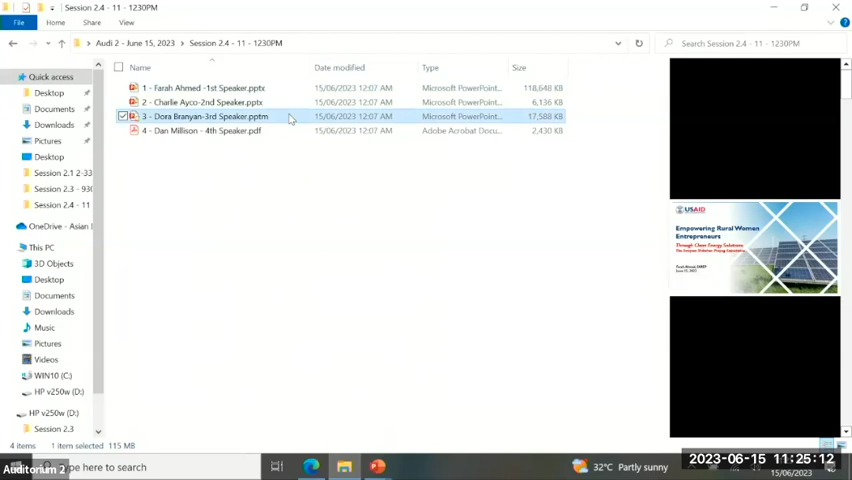 Session 2.4 - 11 - 1230PM
File Home Share View
Audi 2 - June 15, 2023 › Session 2.4 - 11 - 1230PM
Search Session 2.4 - 11 - 1230PM
Name Date modified Type Size
1 - Farah Ahmed -1st Speaker.pptx 15/06/2023 12:07 AM Microsoft PowerPoint... 118,648 KB
2 - Charlie Ayco-2nd Speaker.pptx 15/06/2023 12:07 AM Microsoft PowerPoint... 6,136 KB
3 - Dora Branyan-3rd Speaker.pptm 15/06/2023 12:07 AM Microsoft PowerPoint... 17,588 KB
4 - Dan Millison - 4th Speaker.pdf 15/06/2023 12:07 AM Adobe Acrobat Docu... 2,430 KB
Quick access
Desktop
Documents
Downloads
Pictures
Desktop
Session 2.1 2-33
Session 2.3 - 930
Session 2.4 - 11
OneDrive - Asian
This PC
3D Objects
Desktop
Documents
Downloads
Music
Pictures
Videos
WIN10 (C:)
HP v250w (D:)
HP v250w (D:)
Session 2.3
USAID
Empowering Rural Women
Entrepreneurs
Through Clean Energy Solutions:
June 15, 2023
4 items 1 item selected 115 MB
Auditorium 2
ype here to search
32°C Partly sunny
2023-06-15 11:25:12
15/06/2023